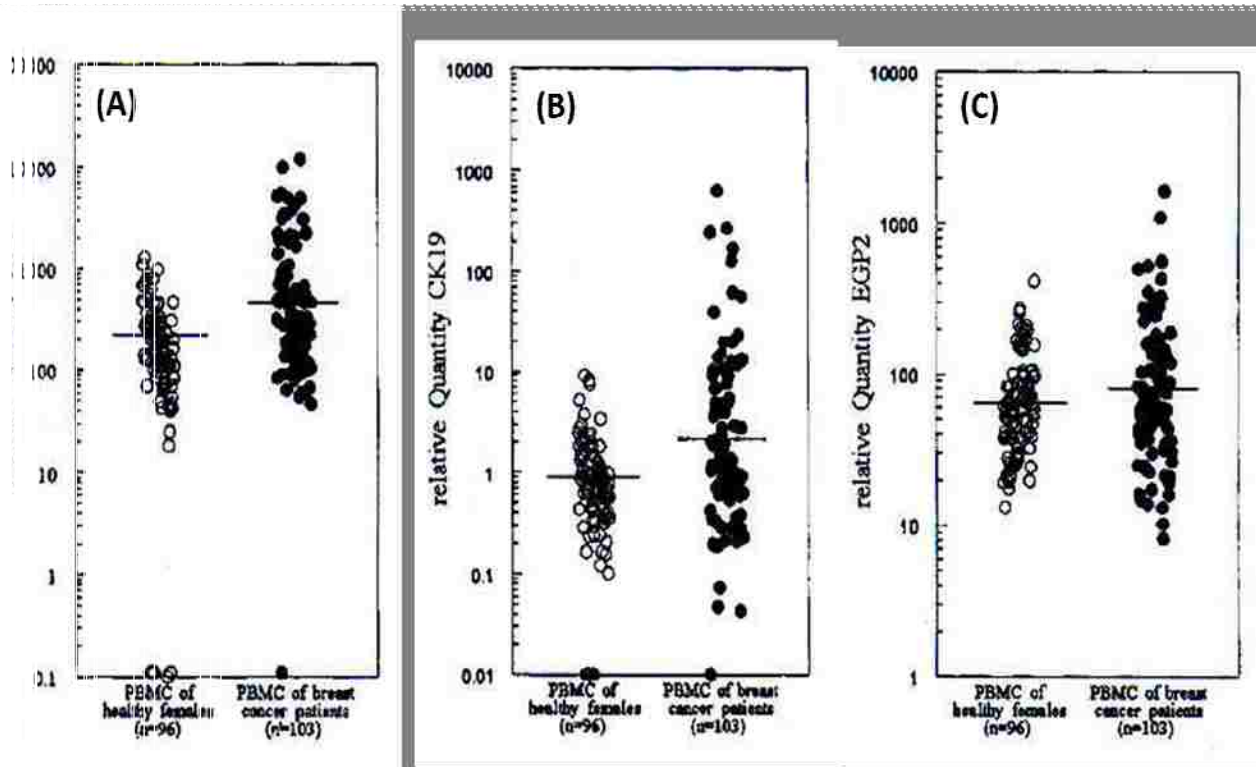 (A)
100
10
1
0.1
PBMC of
healthy females
(n=96)
PBMC of breast
cancer patients
(n=103)
(B)
relative Quantity CK19
10000
1000
100
10
1
0.1
0.01
PBMC of
healthy females
(n=96)
PBMC of breast
cancer patients
(n=103)
(C)
relative Quantity EGP2
10000
1000
100
10
1
PBMC of
healthy females
(n=96)
PBMC of breast
cancer patients
(n=103)